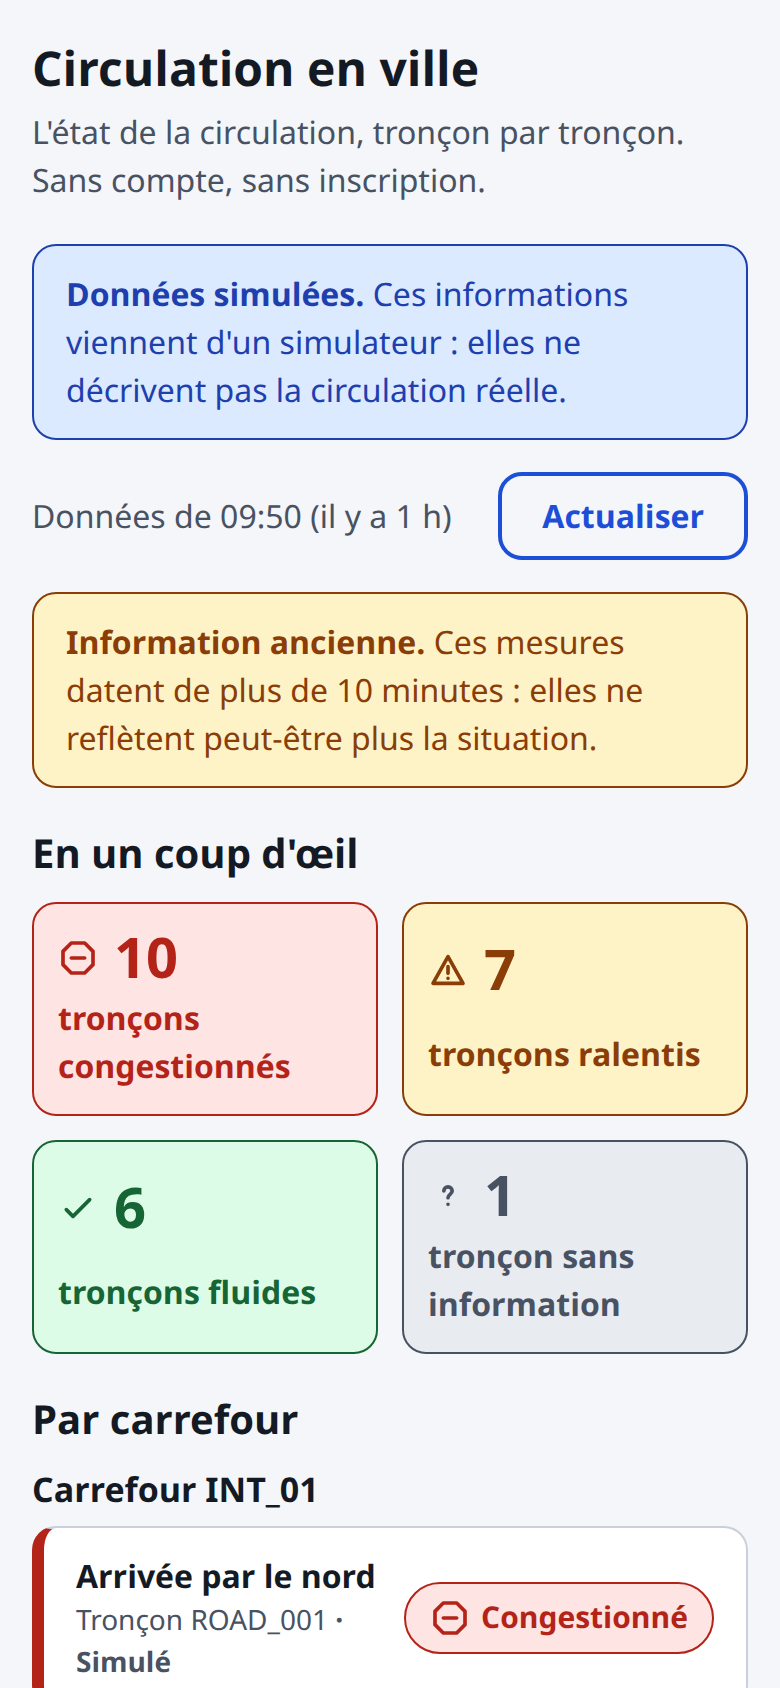 Circulation en ville
L'état de la circulation, tronçon par tronçon.
Sans compte, sans inscription.
Données simulées. Ces informations
viennent d'un simulateur : elles ne
décrivent pas la circulation réelle.
Données de 09:50 (il y a 1 h)
Actualiser
Information ancienne. Ces mesures
datent de plus de 10 minutes : elles ne
reflètent peut-être plus la situation.
En un coup d'œil
10
tronçons
congestionnés
7
tronçons ralentis
6
tronçons fluides
? 1
tronçon sans
information
Par carrefour
Carrefour INT_01
Arrivée par le nord
Tronçon ROAD_001 ·
Simulé
Congestionné